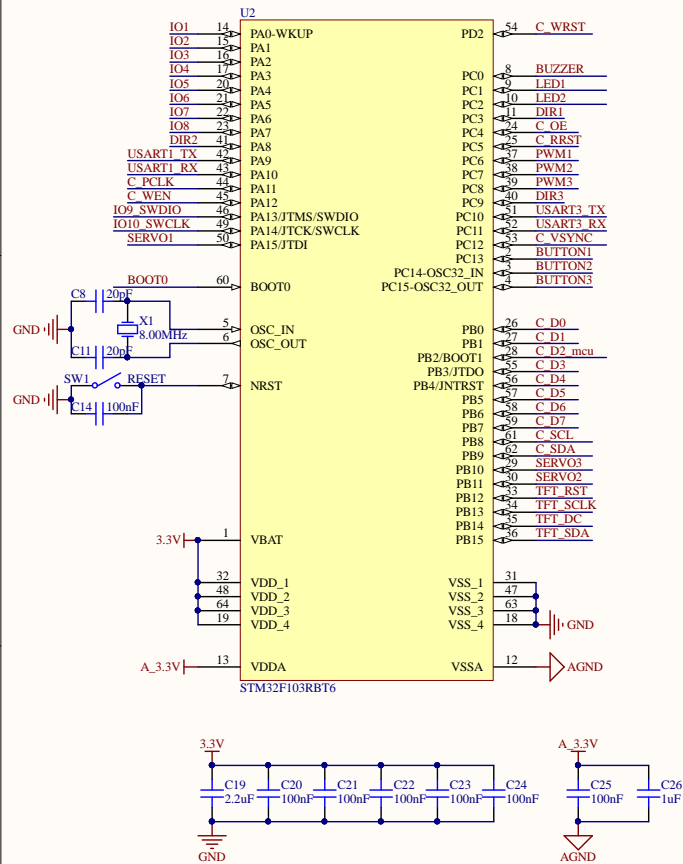 U2
IO1 14 PA0-WKUP PD2 54 C_WRST
IO2 15 PA1
IO3 16 PA2
IO4 17 PA3 PC0 8 BUZZER
IO5 20 PA4 PC1 9 LED1
IO6 21 PA5 PC2 10 LED2
IO7 22 PA6 PC3 11 DIR1
IO8 23 PA7 PC4 24 C_OE
DIR2 41 PA8 PC5 25 C_RRST
USART1_TX 42 PA9 PC6 37 PWM1
USART1_RX 43 PA10 PC7 38 PWM2
C_PCLK 44 PA11 PC8 39 PWM3
C_WEN 45 PA12 PC9 40 DIR3
IO9_SWDIO 46 PA13/JTMS/SWDIO PC10 51 USART3_TX
IO10_SWCLK 49 PA14/JTCK/SWCLK PC11 52 USART3_RX
SERVO1 50 PA15/JTDI PC12 53 C_VSYNC
PC13 2 BUTTON1
PC14-OSC32_IN 3 BUTTON2
BOOT0 60 BOOT0 PC15-OSC32_OUT 4 BUTTON3
C8 20pF
GND X1 5 OSC_IN PB0 26 C_D0
8.00MHz 6 OSC_OUT PB1 27 C_D1
C11 20pF PB2/BOOT1 28 C_D2_mcu
PB3/JTDO 55 C_D3
SW1 RESET 7 NRST PB4/JNTRST 56 C_D4
GND C14 100nF PB5 57 C_D5
PB6 58 C_D6
PB7 59 C_D7
PB8 61 C_SCL
PB9 62 C_SDA
PB10 29 SERVO3
PB11 30 SERVO2
PB12 33 TFT_RST
PB13 34 TFT_SCLK
PB14 35 TFT_DC
3.3V 1 VBAT PB15 36 TFT_SDA
32 VDD_1 VSS_1 31
48 VDD_2 VSS_2 47
64 VDD_3 VSS_3 63
19 VDD_4 VSS_4 18 GND
A_3.3V 13 VDDA VSSA 12 AGND
STM32F103RBT6
3.3V A_3.3V
C19 C20 C21 C22 C23 C24 C25 C26
2.2uF 100nF 100nF 100nF 100nF 100nF 100nF 1uF
GND AGND